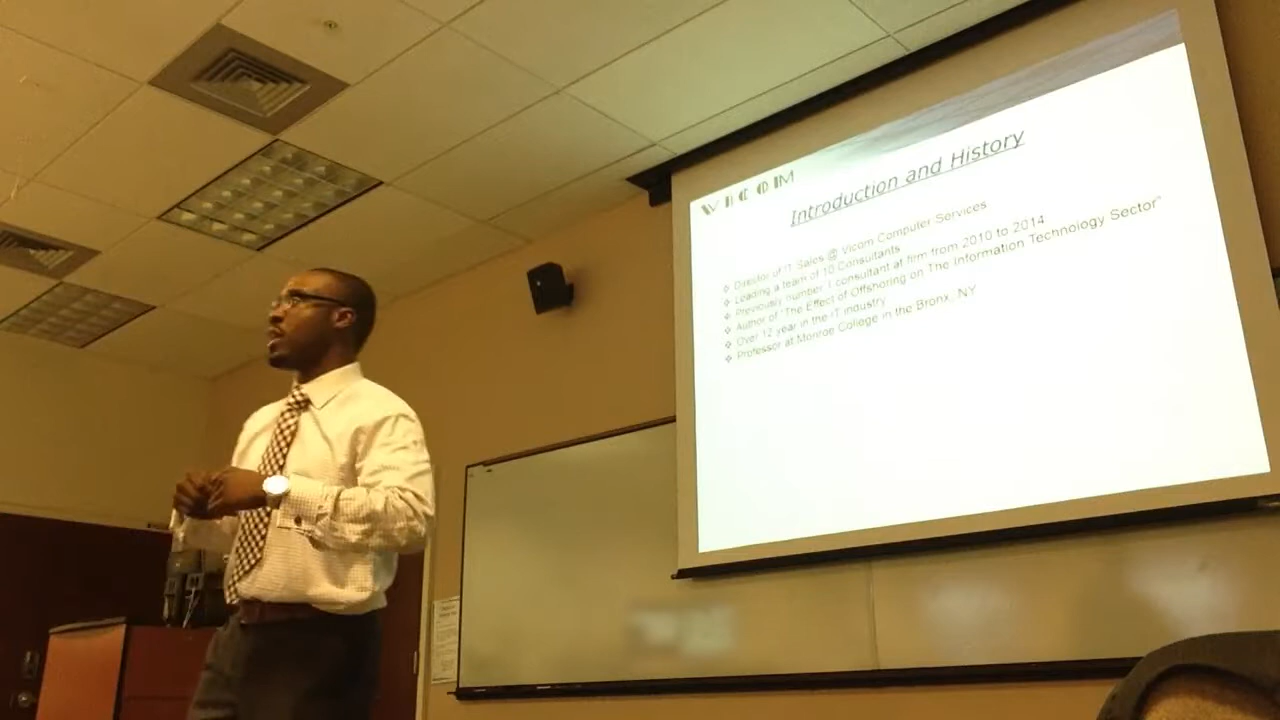 VICOM
Introduction and History
Director of IT Sales @ Vicom Computer Services
Leading a team of 10 Consultants
Previously number 1 consultant at firm from 2010 to 2014
Author of "The Effect of Offshoring on The Information Technology Sector"
Over 12 year in the IT industry
Professor at Monroe College in the Bronx, NY